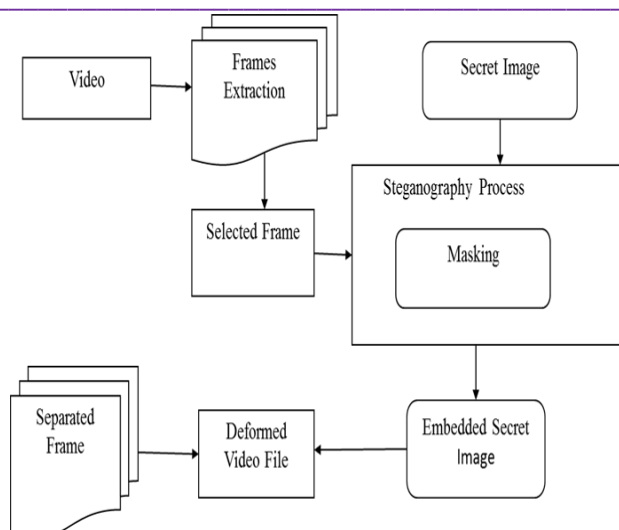 Video
Frames
Extraction
Secret Image
Steganography Process
Selected Frame
Masking
Separated
Frame
Deformed
Video File
Embedded Secret
Image